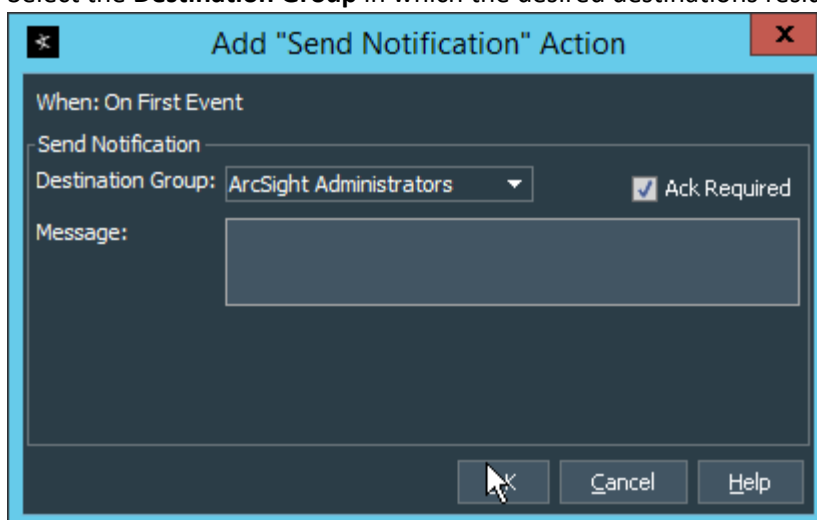 Select the Destination Group in which the desired destinations
Add "Send Notification" Action
x
When: On First Event
Send Notification
Destination Group: ArcSight Administrators
Ack Required
Message:
Cancel Help